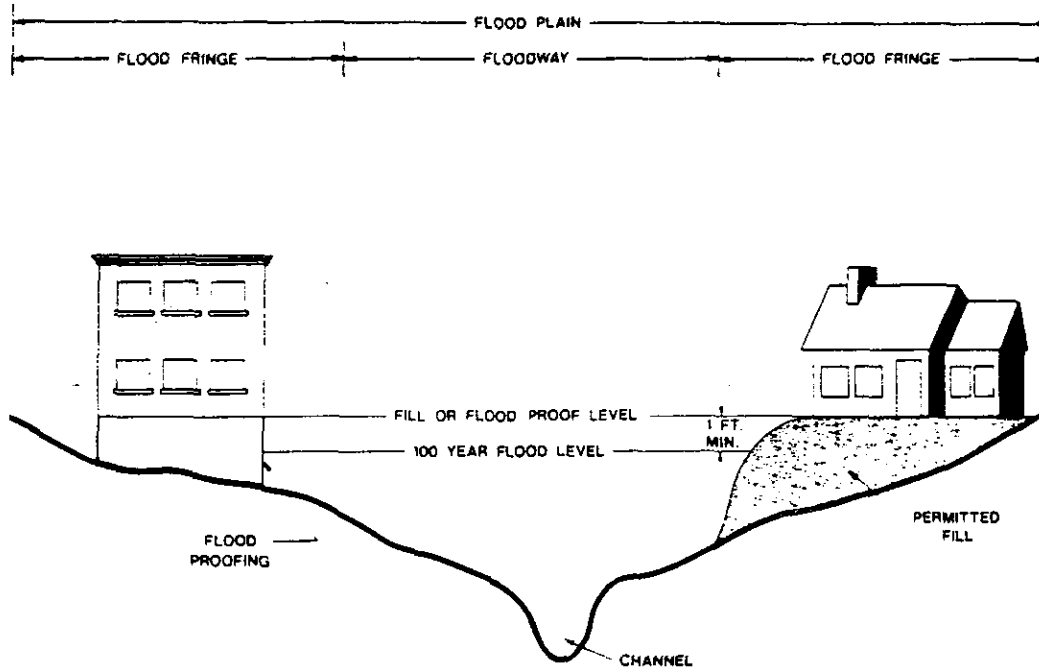 FLOOD PLAIN
FLOOD FRINGE
FLOODWAY
FLOOD FRINGE
FILL OR FLOOD PROOF LEVEL
1 FT.
MIN.
100 YEAR FLOOD LEVEL
FLOOD
PROOFING
PERMITTED
FILL
CHANNEL